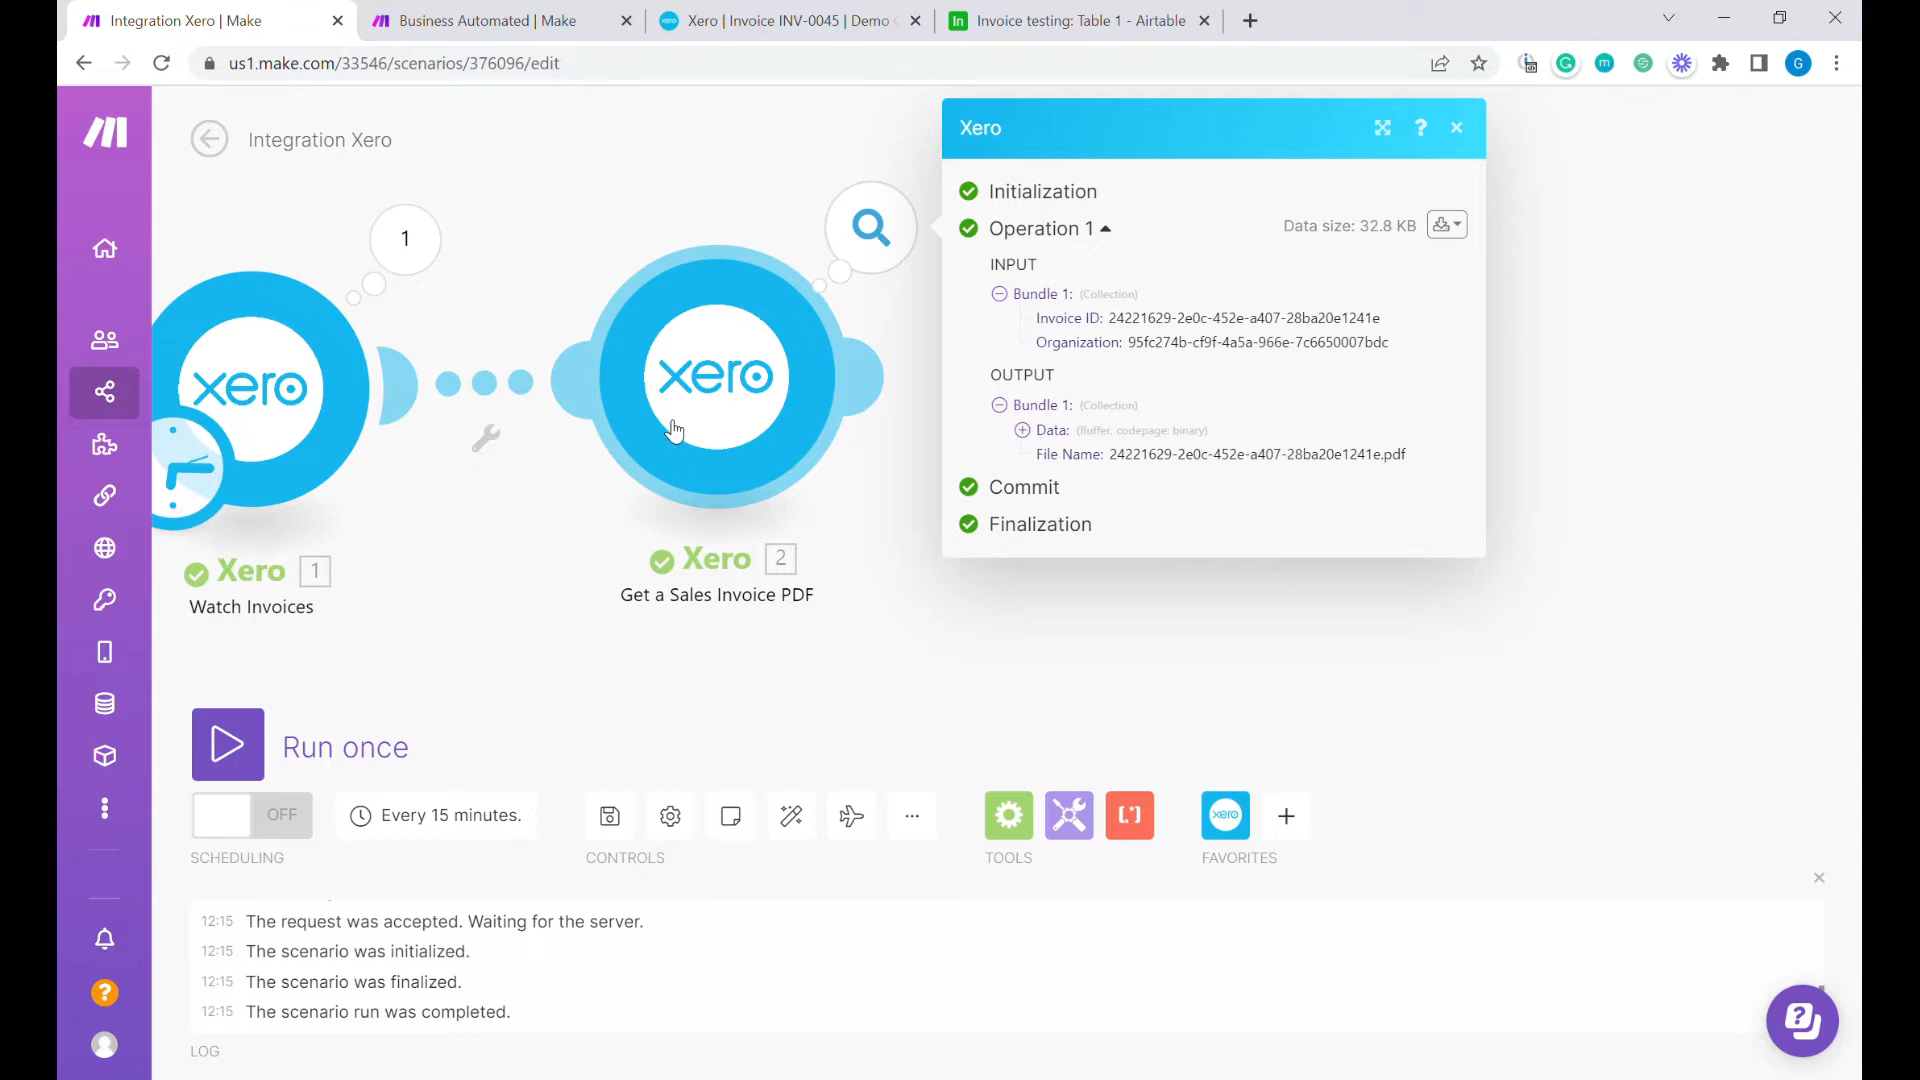 Integration Xero | Make
Business Automated | Make
Xero | Invoice INV-0045 | Demo
Invoice testing: Table 1 - Airtable
us1.make.com/33546/scenarios/376096/edit
G
Integration Xero
Xero
Initialization
Operation 1
Data size: 32.8 KB
INPUT
Bundle 1: (Collection)
Invoice ID: 24221629-2e0c-452e-a407-28ba20e1241e
Organization: 95fc274b-cf9f-4a5a-966e-7c6650007bdc
OUTPUT
Bundle 1: (Collection)
Data: (Buffer, codepage: binary)
File Name: 24221629-2e0c-452e-a407-28ba20e1241e.pdf
Commit
Finalization
1
xero
xero
Xero 1
Watch Invoices
Xero 2
Get a Sales Invoice PDF
Run once
OFF
Every 15 minutes.
xero
SCHEDULING
CONTROLS
TOOLS
FAVORITES
12:15 The request was accepted. Waiting for the server.
12:15 The scenario was initialized.
12:15 The scenario was finalized.
12:15 The scenario run was completed.
LOG